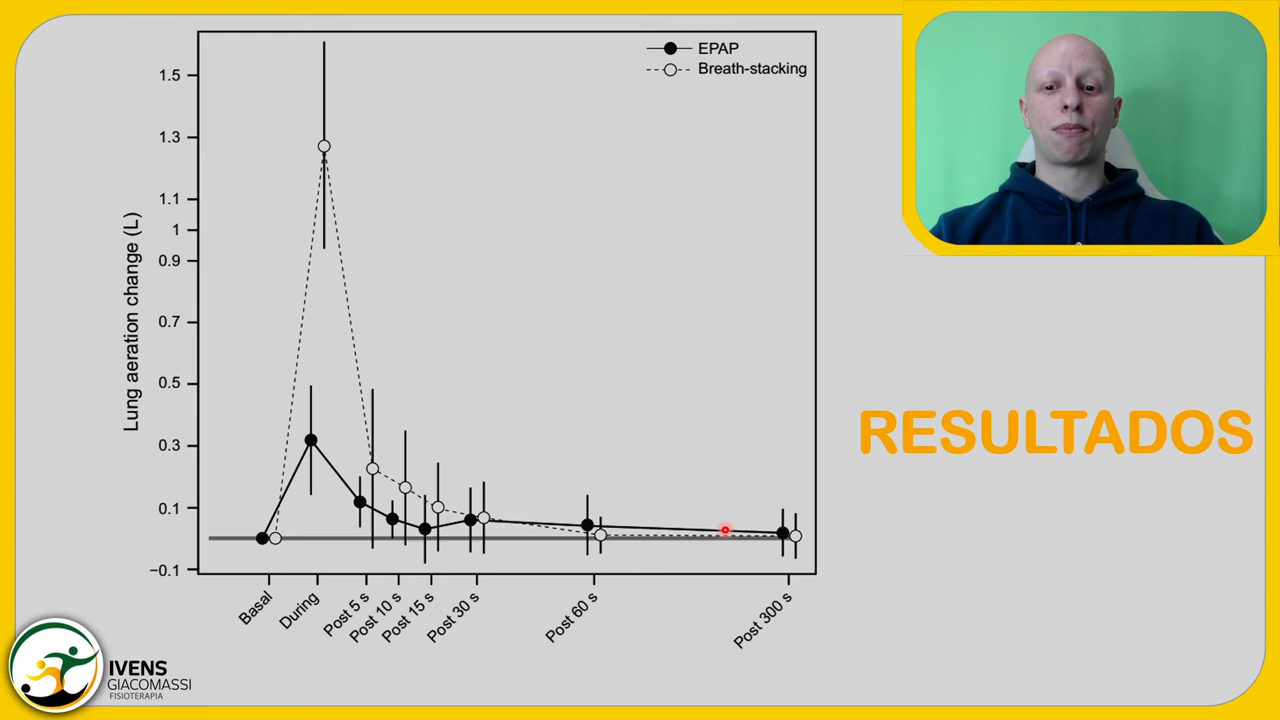 EPAP
Breath-stacking
1.5
1.3
1.1
1
0.9
0.7
0.5
0.3
0.1
−0.1
Lung aeration change (L)
Basal
During
Post 5 s
Post 10 s
Post 15 s
Post 30 s
Post 60 s
Post 300 s
RESULTADOS
IVENS
GIACOMASSI
FISIOTERAPIA